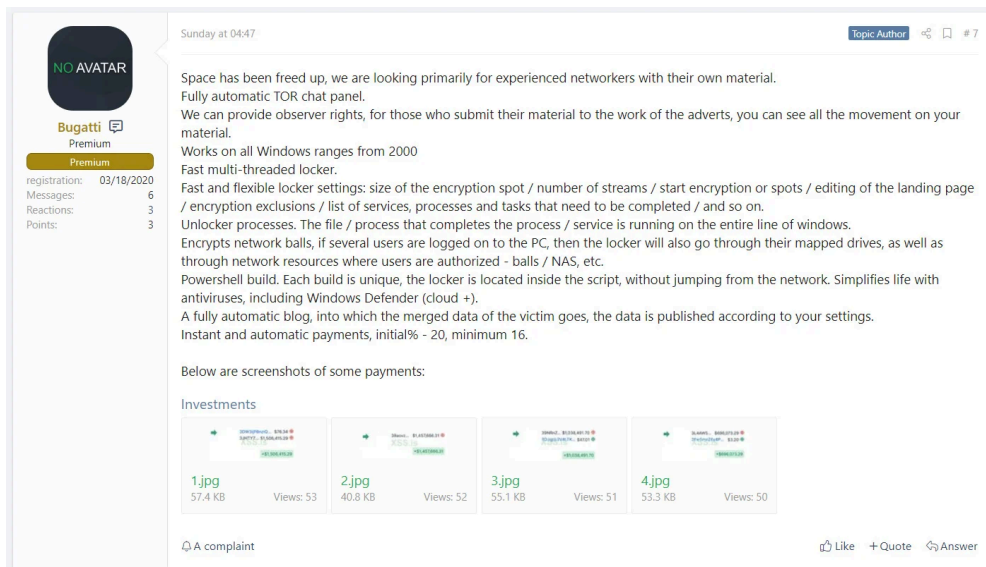 Sunday at 04:47
Topic Author
# 7
NO AVATAR
Bugatti
Premium
Premium
registration: 03/18/2020
Messages: 6
Reactions: 3
Points: 3
Space has been freed up, we are looking primarily for experienced networkers with their own material.
Fully automatic TOR chat panel.
We can provide observer rights, for those who submit their material to the work of the adverts, you can see all the movement on your
material.
Works on all Windows ranges from 2000
Fast multi-threaded locker.
Fast and flexible locker settings: size of the encryption spot / number of streams / start encryption or spots / editing of the landing page
/ encryption exclusions / list of services, processes and tasks that need to be completed / and so on.
Unlocker processes. The file / process that completes the process / service is running on the entire line of windows.
Encrypts network balls, if several users are logged on to the PC, then the locker will also go through their mapped drives, as well as
through network resources where users are authorized - balls / NAS, etc.
Powershell build. Each build is unique, the locker is located inside the script, without jumping from the network. Simplifies life with
antiviruses, including Windows Defender (cloud +).
A fully automatic blog, into which the merged data of the victim goes, the data is published according to your settings.
Instant and automatic payments, initial% - 20, minimum 16.
Below are screenshots of some payments:
Investments
1.jpg
57.4 KB Views: 53
2.jpg
40.8 KB Views: 52
3.jpg
55.1 KB Views: 51
4.jpg
53.3 KB Views: 50
A complaint
Like
+ Quote
Answer